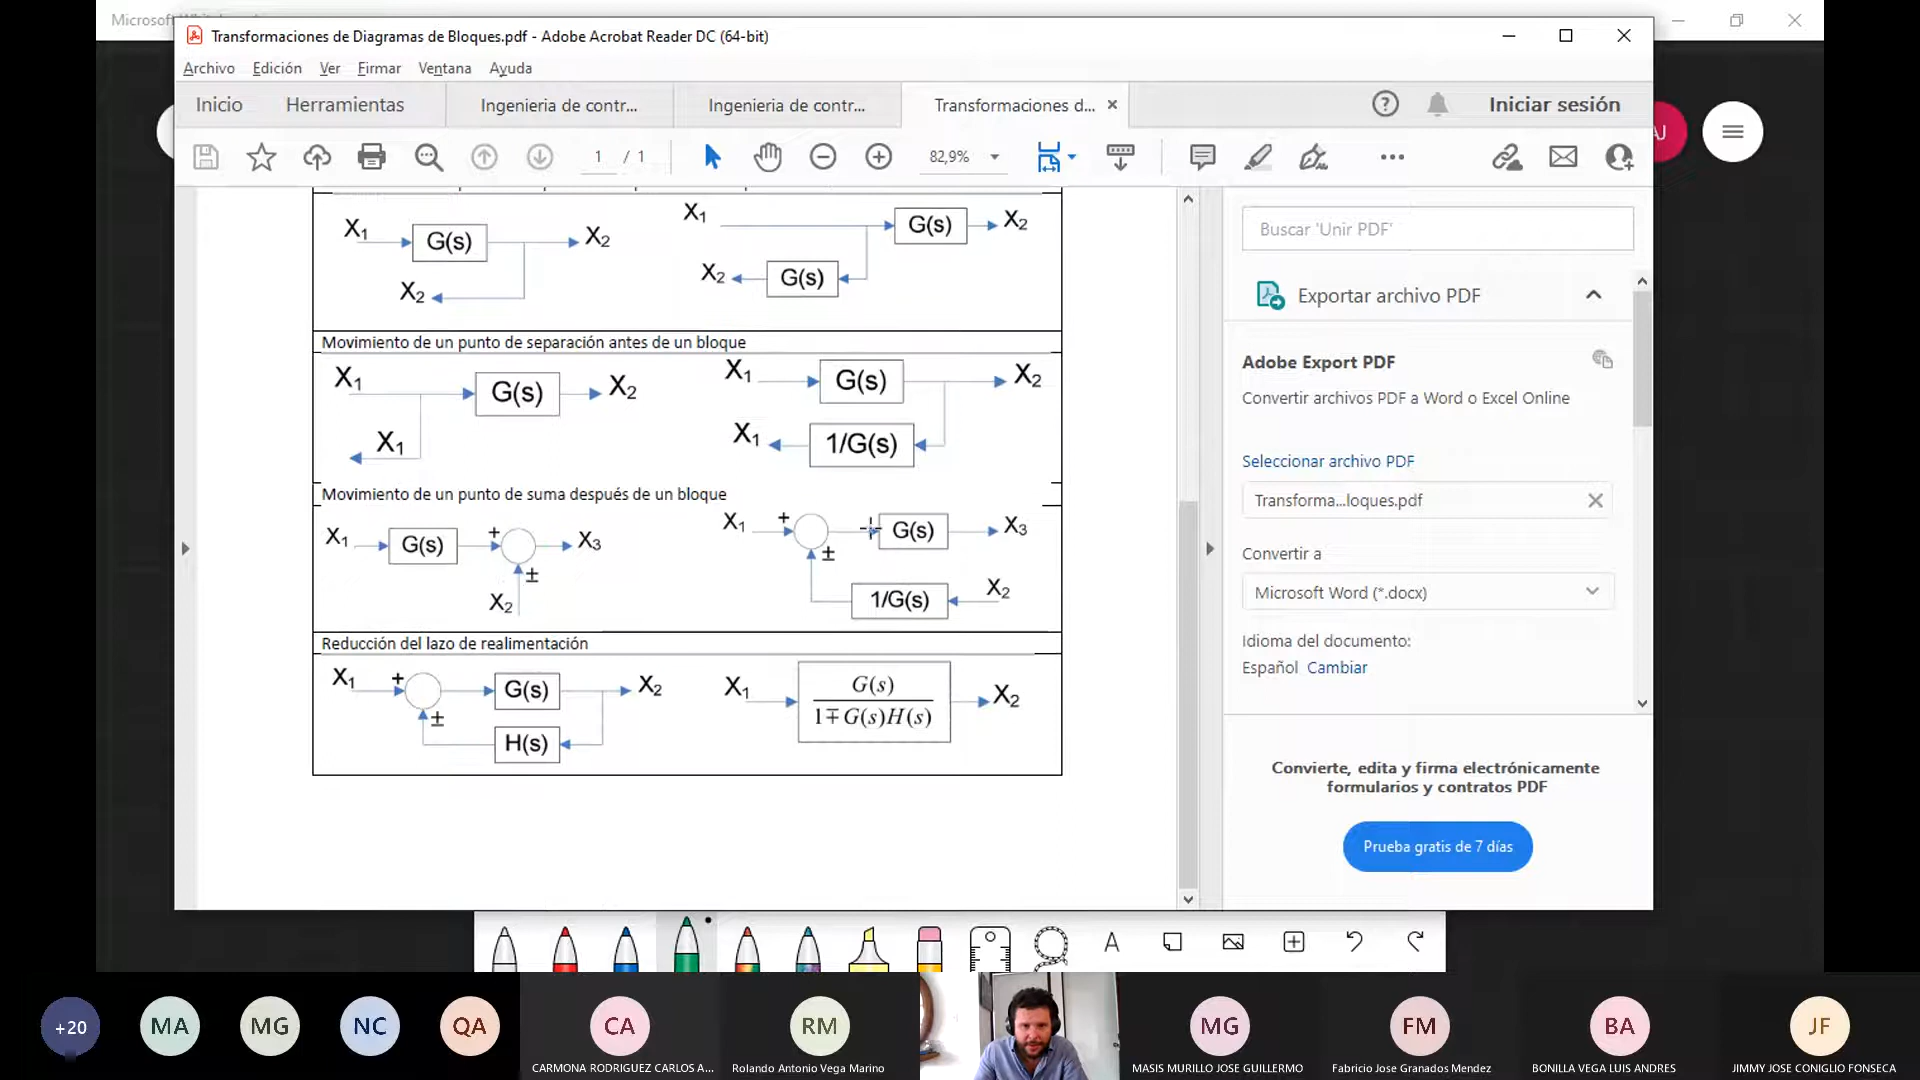 Microsoft
Transformaciones de Diagramas de Bloques.pdf - Adobe Acrobat Reader DC (64-bit)
Archivo Edición Ver Firmar Ventana Ayuda
Inicio Herramientas Ingenieria de contr... Ingenieria de contr... Transformaciones d... Iniciar sesión
1 / 1 82,9%
AJ
X1 G(s) X2
X2
X1 G(s) X2
X2 G(s)
Movimiento de un punto de separación antes de un bloque
X1 G(s) X2
X1
X1 G(s) X2
X1 1/G(s)
Movimiento de un punto de suma después de un bloque
X1 G(s) + X3
±
X2
X1 + G(s) X3
±
1/G(s) X2
Reducción del lazo de realimentación
X1 + G(s) X2
±
H(s)
X1 G(s) X2
1∓G(s)H(s)
Buscar 'Unir PDF'
Exportar archivo PDF
Adobe Export PDF
Convertir archivos PDF a Word o Excel Online
Seleccionar archivo PDF
Transforma...loques.pdf
Convertir a
Microsoft Word (*.docx)
Idioma del documento:
Español Cambiar
Convierte, edita y firma electrónicamente
formularios y contratos PDF
Prueba gratis de 7 días
A
+20 MA MG NC QA CA RM MG FM BA JF
CARMONA RODRIGUEZ CARLOS A... Rolando Antonio Vega Marino MASIS MURILLO JOSE GUILLERMO Fabricio Jose Granados Mendez BONILLA VEGA LUIS ANDRES JIMMY JOSE CONIGLIO FONSECA